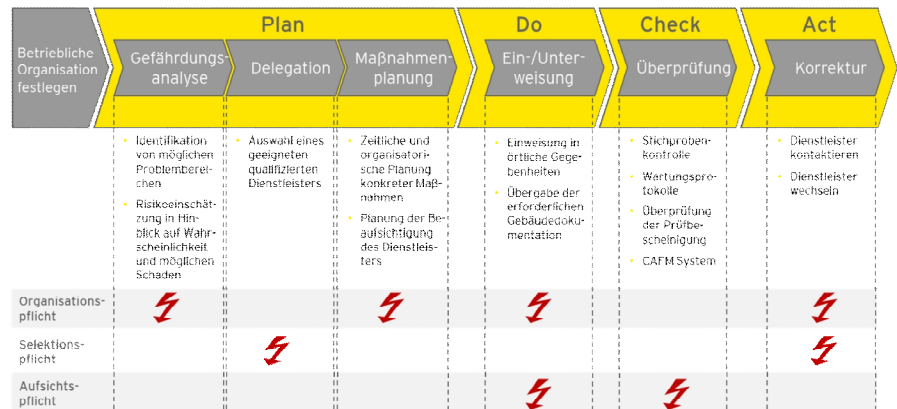 Plan
Do
Check
Act
Betriebliche
Organisation
festlegen
Gefährdungs-
analyse
Delegation
Maßnahmen-
planung
Ein-/Unter-
weisung
Überprüfung
Korrektur
• Identifikation
von möglichen
Problemberei-
chen
• Risikoeinschät-
zung in Hin-
blick auf Wahr-
scheinlichkeit
und möglichen
Schaden
• Auswahl eines
geeigneten
qualifizierten
Dienstleisters
• Zeitliche und
organisatori-
sche Planung
konkreter Maß-
nahmen
• Planung der Be-
aufsichtigung
des Dienstleis-
ters
• Einweisung in
örtliche Gege-
benheiten
• Übergabe der
erforderlichen
Gebäudedoku-
mentation
• Stichproben-
kontrolle
• Wartungspro-
tokolle
• Überprüfung
der Prüfbe-
scheinigung
• CAFM System
• Dienstleister
kontaktieren
• Dienstleister
wechseln
Organisations-
pflicht
Selektions-
pflicht
Aufsichts-
pflicht